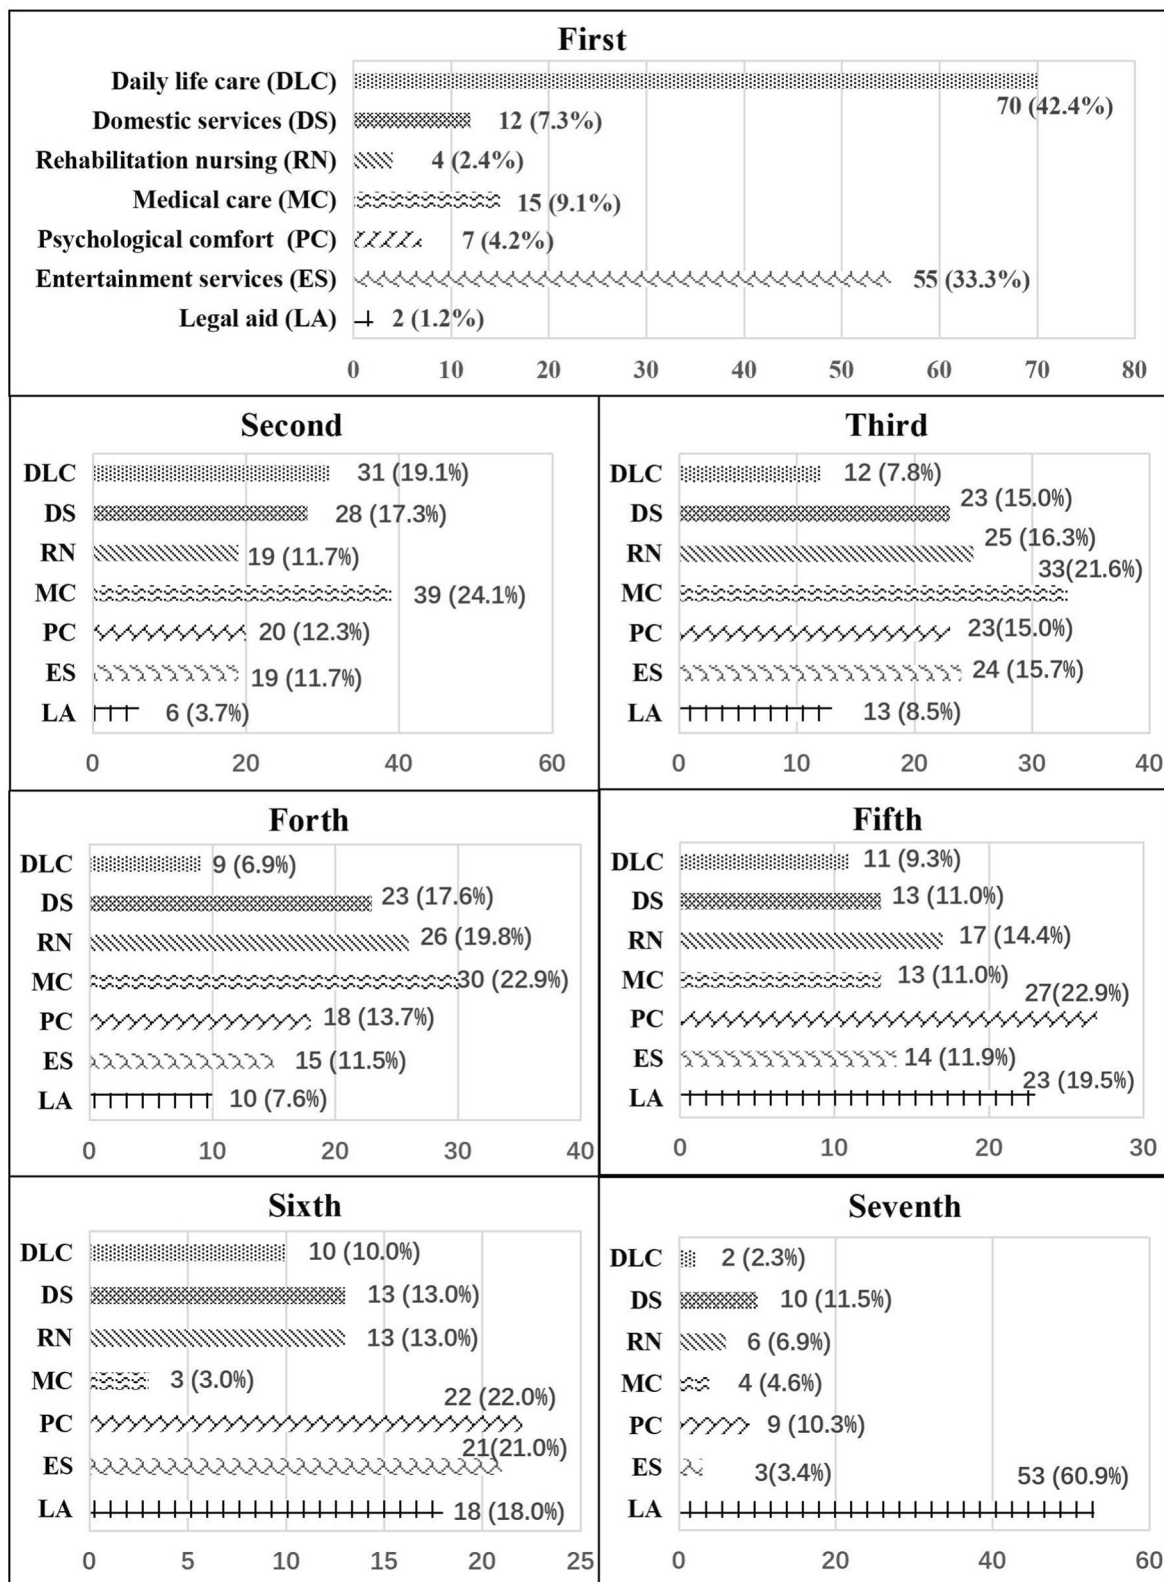 First
Daily life care (DLC)
70 (42.4%)
Domestic services (DS)
12 (7.3%)
Rehabilitation nursing (RN)
4 (2.4%)
Medical care (MC)
15 (9.1%)
Psychological comfort (PC)
7 (4.2%)
Entertainment services (ES)
55 (33.3%)
Legal aid (LA)
2 (1.2%)
0 10 20 30 40 50 60 70 80
Second
DLC 31 (19.1%)
DS 28 (17.3%)
RN 19 (11.7%)
MC 39 (24.1%)
PC 20 (12.3%)
ES 19 (11.7%)
LA 6 (3.7%)
0 20 40 60
Third
DLC 12 (7.8%)
DS 23 (15.0%)
RN 25 (16.3%)
MC 33(21.6%)
PC 23(15.0%)
ES 24 (15.7%)
LA 13 (8.5%)
0 10 20 30 40
Forth
DLC 9 (6.9%)
DS 23 (17.6%)
RN 26 (19.8%)
MC 30 (22.9%)
PC 18 (13.7%)
ES 15 (11.5%)
LA 10 (7.6%)
0 10 20 30 40
Fifth
DLC 11 (9.3%)
DS 13 (11.0%)
RN 17 (14.4%)
MC 13 (11.0%)
PC 27(22.9%)
ES 14 (11.9%)
LA 23 (19.5%)
0 10 20 30
Sixth
DLC 10 (10.0%)
DS 13 (13.0%)
RN 13 (13.0%)
MC 3 (3.0%)
PC 22 (22.0%)
ES 21(21.0%)
LA 18 (18.0%)
0 5 10 15 20 25
Seventh
DLC 2 (2.3%)
DS 10 (11.5%)
RN 6 (6.9%)
MC 4 (4.6%)
PC 9 (10.3%)
ES 3(3.4%)
LA 53 (60.9%)
0 20 40 60